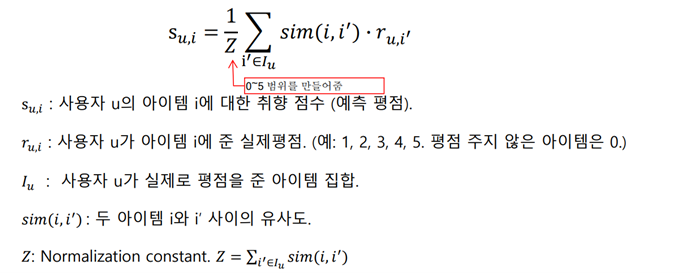 s_{u,i} = \frac{1}{Z} \sum_{i'∈I_u} sim(i, i') · r_{u,i'}
0~5 범위를 만들어줌
s_{u,i} : 사용자 u의 아이템 i에 대한 취향 점수 (예측 평점).
r_{u,i} : 사용자 u가 아이템 i에 준 실제평점. (예: 1, 2, 3, 4, 5. 평점 주지 않은 아이템은 0.)
I_u : 사용자 u가 실제로 평점을 준 아이템 집합.
sim(i, i') : 두 아이템 i와 i' 사이의 유사도.
Z: Normalization constant. Z = \sum_{i'∈I_u} sim(i, i')